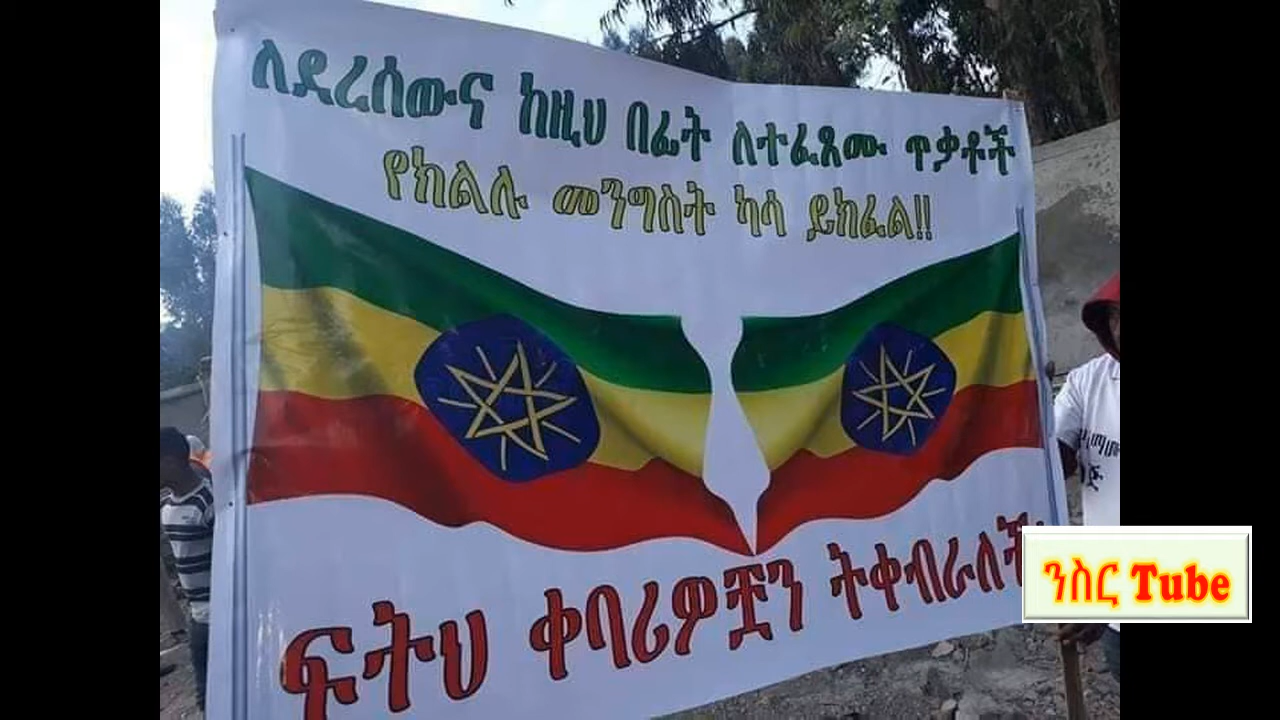 ለደረሰውና ከዚህ በፊት ለተፈጸሙ ጥቃቶች
የክልሉ መንግስት ካሳ ይክፈል!!
ፍትህ ቀባሪዎቿን ትቀብራለች
ንስር Tube